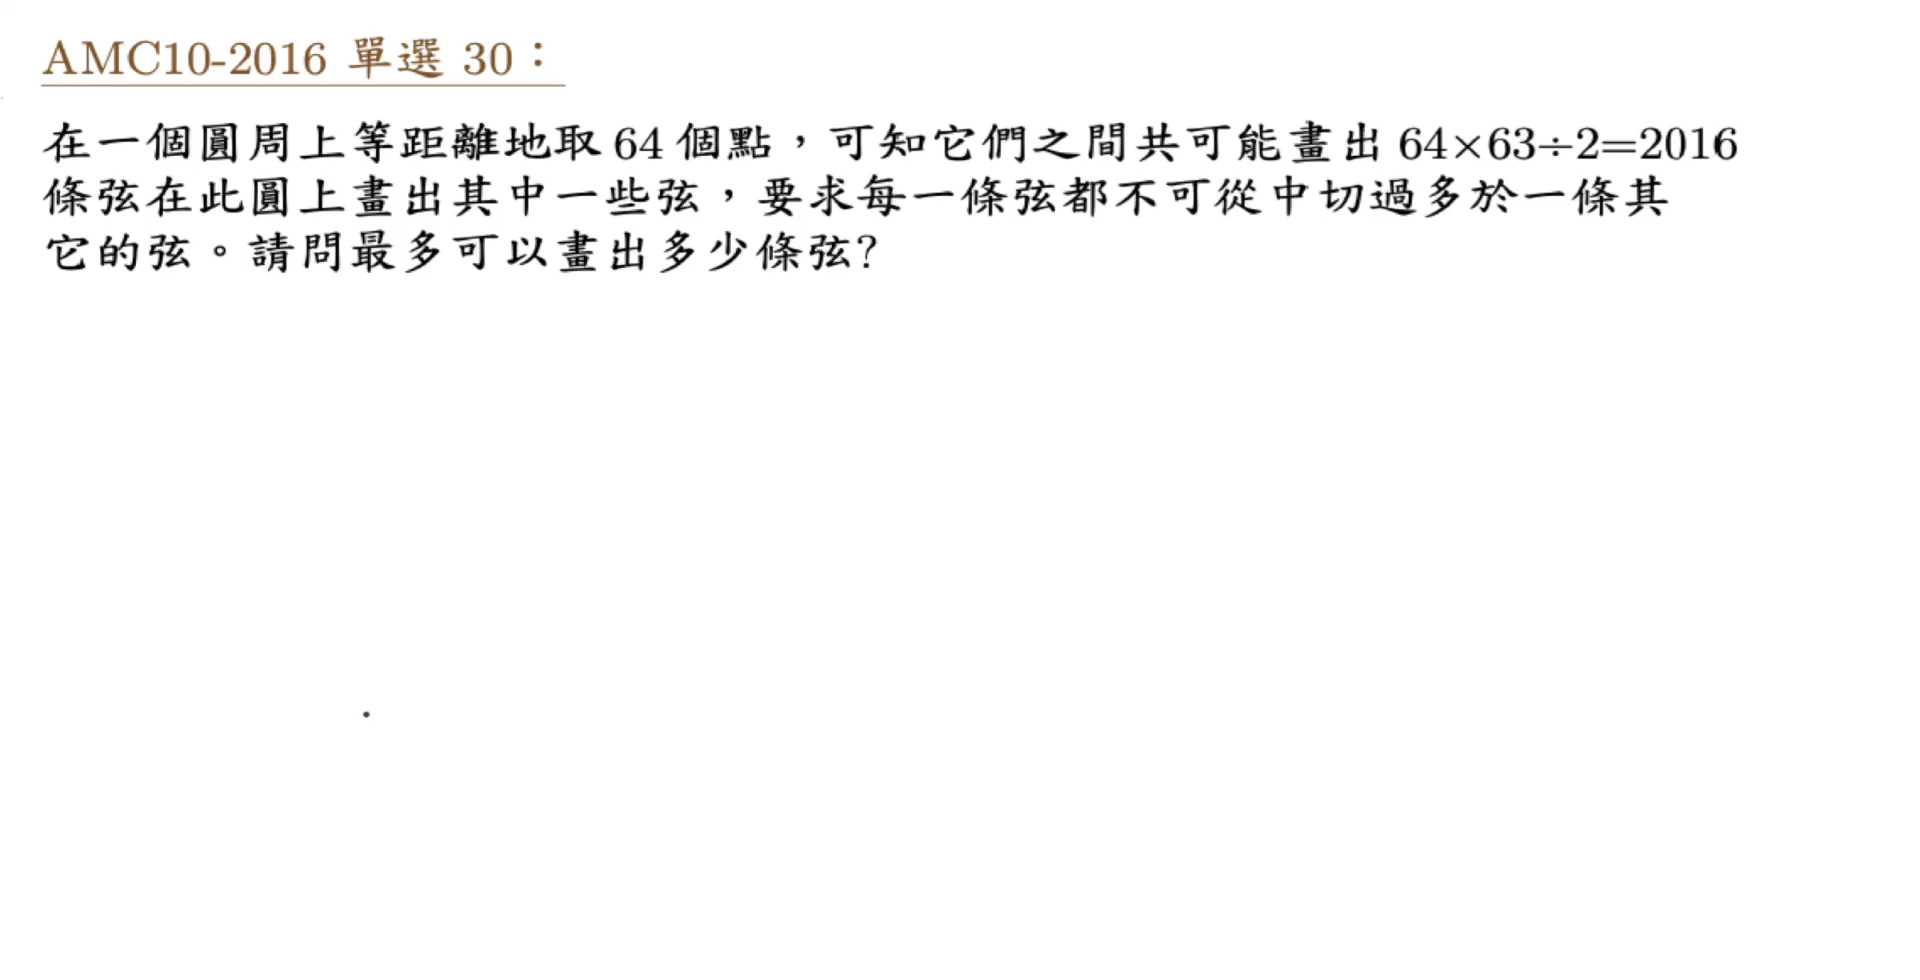 AMC10-2016 單選 30：
在一個圓周上等距離地取 64 個點，可知它們之間共可能畫出 64×63÷2=2016
條弦在此圓上畫出其中一些弦，要求每一條弦都不可從中切過多於一條其
它的弦。請問最多可以畫出多少條弦?